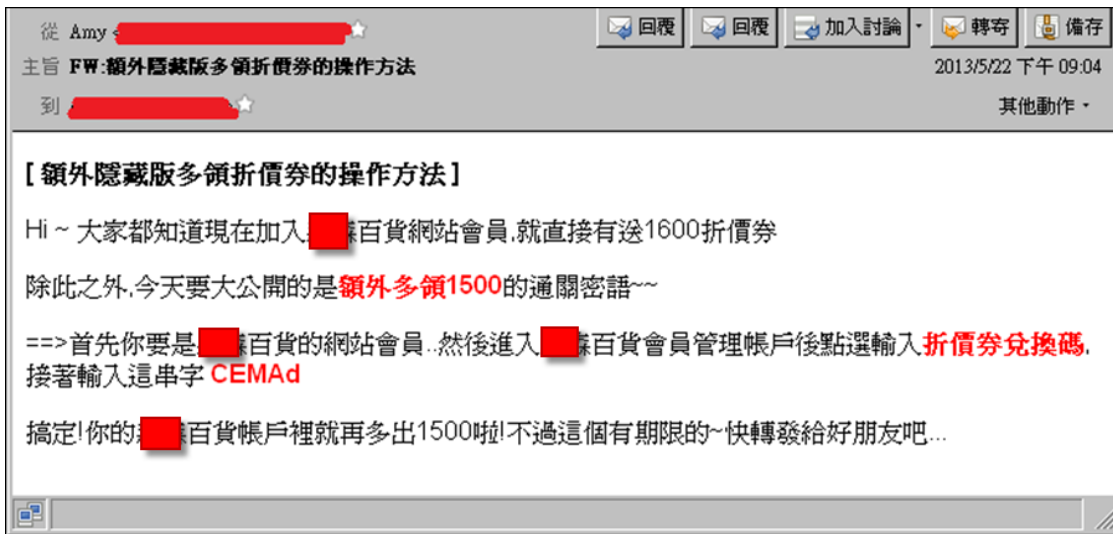 從 Amy
回覆 回覆 加入討論 轉寄 備存
主旨 FW:額外隱藏版多領折價券的操作方法
2013/5/22 下午 09:04
到
其他動作
[ 額外隱藏版多領折價券的操作方法 ]
Hi ~ 大家都知道現在加入 森百貨網站會員,就直接有送1600折價券
除此之外,今天要大公開的是額外多領1500的通關密語~~
==>首先你要是 森百貨的網站會員..然後進入 森百貨會員管理帳戶後點選輸入折價券兌換碼,
接著輸入這串字 CEMAd
搞定!你的 百貨帳戶裡就再多出1500啦!不過這個有期限的~快轉發給好朋友吧...